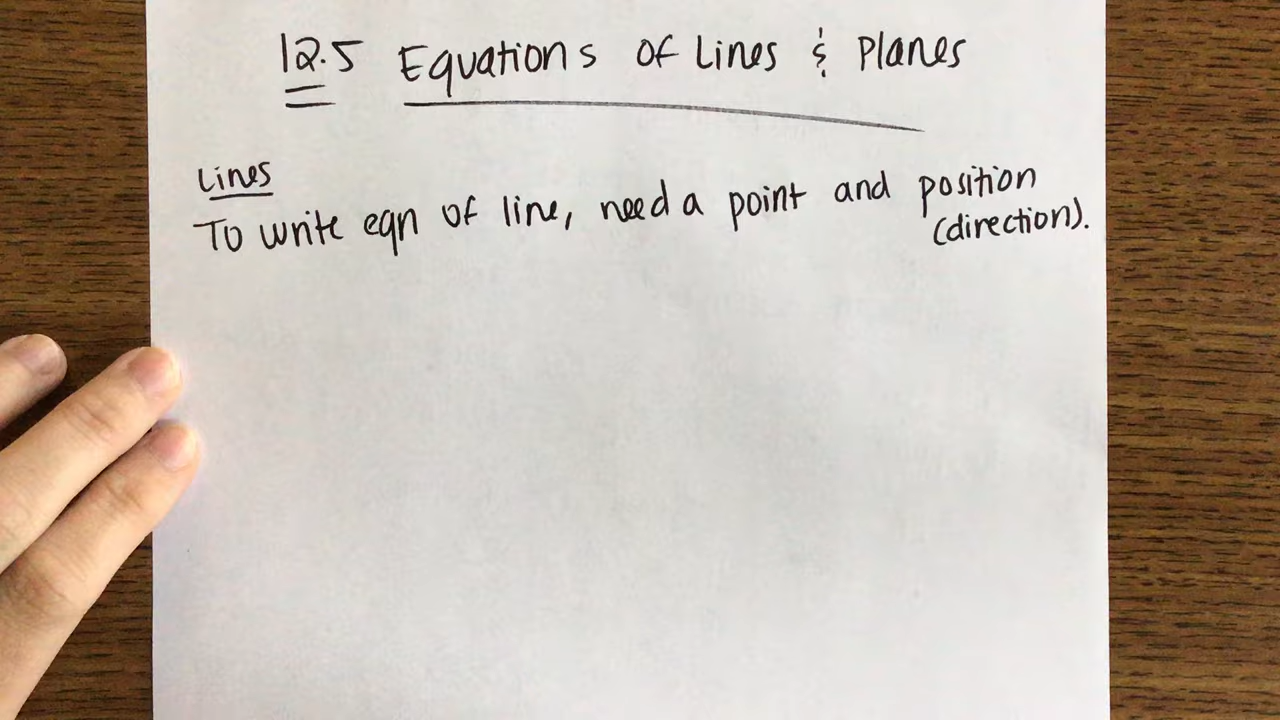 12.5 Equations of Lines & Planes
Lines
To write eqn of line, need a point and position
(direction).